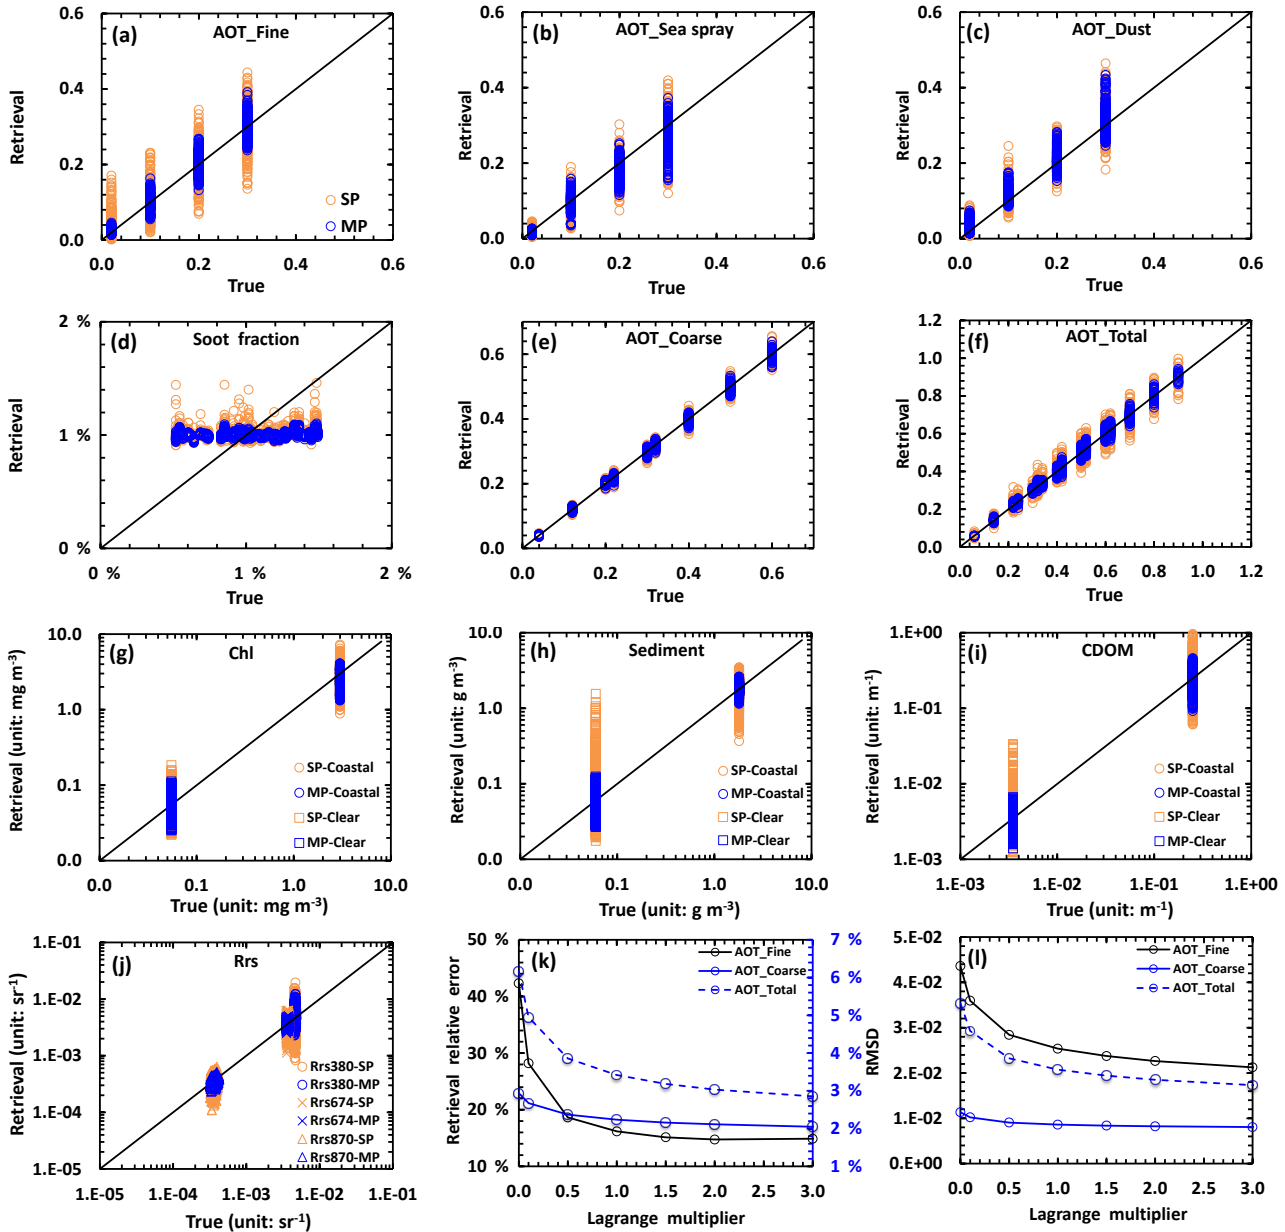 (a) AOT_Fine
Retrieval
0.6
0.4
0.2
0.0
SP
MP
0.0 0.2 0.4 0.6
True
(b) AOT_Sea spray
Retrieval
0.6
0.4
0.2
0.0
0.0 0.2 0.4 0.6
True
(c) AOT_Dust
Retrieval
0.6
0.4
0.2
0.0
0.0 0.2 0.4 0.6
True
(d) Soot fraction
Retrieval
2 %
1 %
0 %
0 % 1 % 2 %
True
(e) AOT_Coarse
Retrieval
0.6
0.4
0.2
0.0
0.0 0.2 0.4 0.6
True
(f) AOT_Total
Retrieval
1.2
1.0
0.8
0.6
0.4
0.2
0.0
0.0 0.2 0.4 0.6 0.8 1.0 1.2
True
(g) Chl
Retrieval (unit: mg m⁻³)
10.0
1.0
0.1
0.0
SP-Coastal
MP-Coastal
SP-Clear
MP-Clear
0.0 0.1 1.0 10.0
True (unit: mg m⁻³)
(h) Sediment
Retrieval (unit: g m⁻³)
10.0
1.0
0.1
0.0
SP-Coastal
MP-Coastal
SP-Clear
MP-Clear
0.0 0.1 1.0 10.0
True (unit: g m⁻³)
(i) CDOM
Retrieval (unit: m⁻¹)
1.E+00
1.E-01
1.E-02
1.E-03
SP-Coastal
MP-Coastal
SP-Clear
MP-Clear
1.E-03 1.E-02 1.E-01 1.E+00
True (unit: m⁻¹)
(j) Rrs
Retrieval (unit: sr⁻¹)
1.E-01
1.E-02
1.E-03
1.E-04
1.E-05
Rrs380-SP
Rrs380-MP
Rrs674-SP
Rrs674-MP
Rrs870-SP
Rrs870-MP
1.E-05 1.E-04 1.E-03 1.E-02 1.E-01
True (unit: sr⁻¹)
(k)
Retrieval relative error
50 %
40 %
30 %
20 %
10 %
AOT_Fine
AOT_Coarse
AOT_Total
7 %
6 %
5 %
4 %
3 %
2 %
1 %
0.0 0.5 1.0 1.5 2.0 2.5 3.0
Lagrange multiplier
(l)
RMSD
5.E-02
4.E-02
3.E-02
2.E-02
1.E-02
0.E+00
AOT_Fine
AOT_Coarse
AOT_Total
0.0 0.5 1.0 1.5 2.0 2.5 3.0
Lagrange multiplier